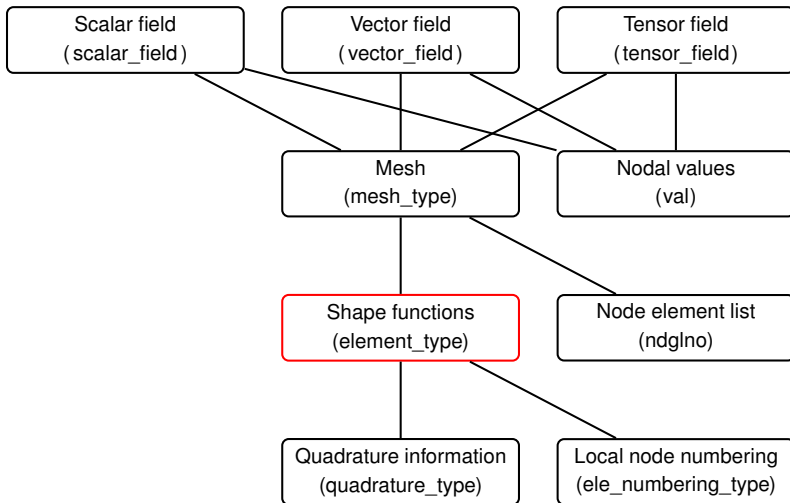 Scalar field
(scalar_field)
Vector field
(vector_field)
Tensor field
(tensor_field)
Mesh
(mesh_type)
Nodal values
(val)
Shape functions
(element_type)
Node element list
(ndglno)
Quadrature information
(quadrature_type)
Local node numbering
(ele_numbering_type)